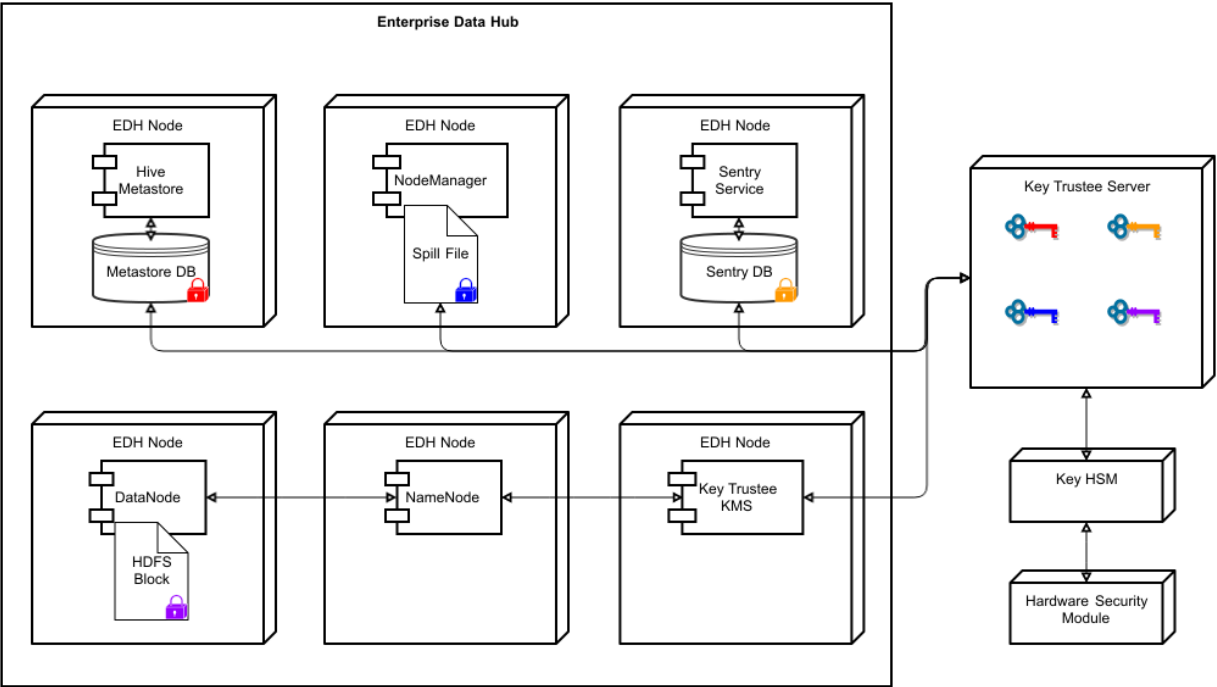 Enterprise Data Hub
EDH Node
Hive
Metastore
Metastore DB
EDH Node
NodeManager
Spill File
EDH Node
Sentry
Service
Sentry DB
Key Trustee Server
EDH Node
DataNode
HDFS
Block
EDH Node
NameNode
EDH Node
Key Trustee
KMS
Key HSM
Hardware Security
Module